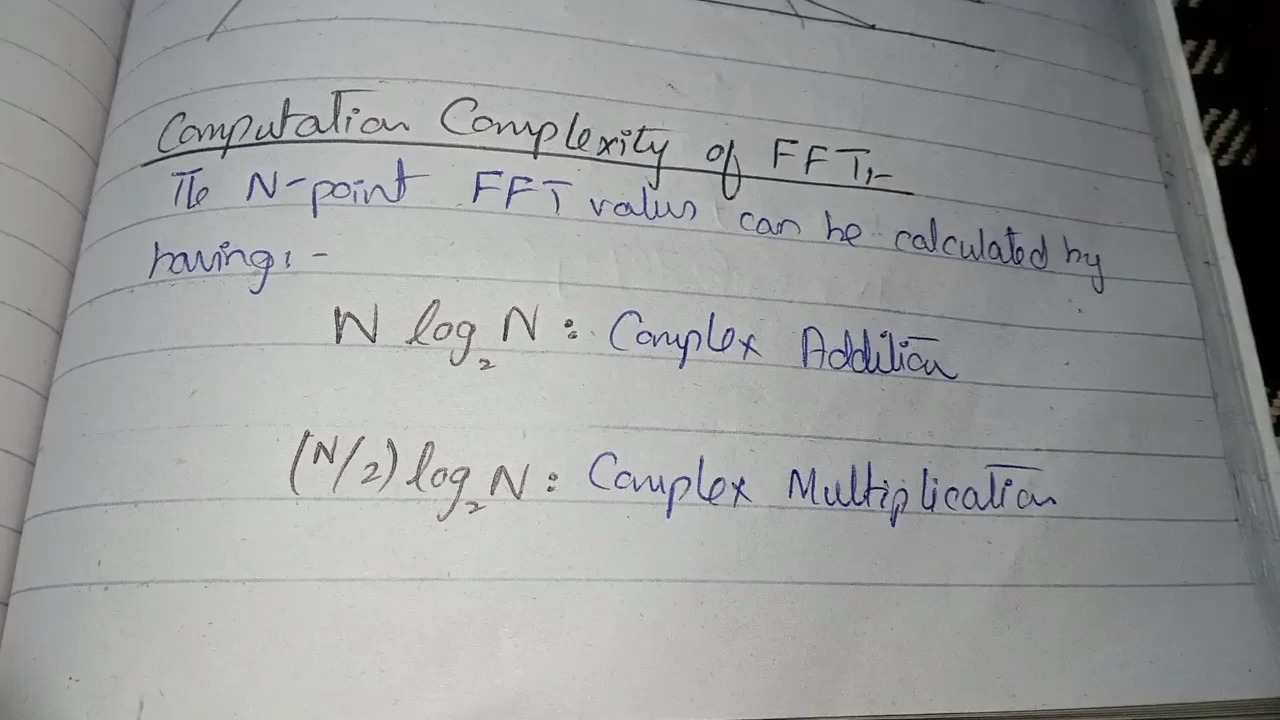 Computation Complexity of FFT:-
The N-point FFT values can be calculated by
having:-
N log₂ N : Complex Addition
(N/2) log₂ N : Complex Multiplication